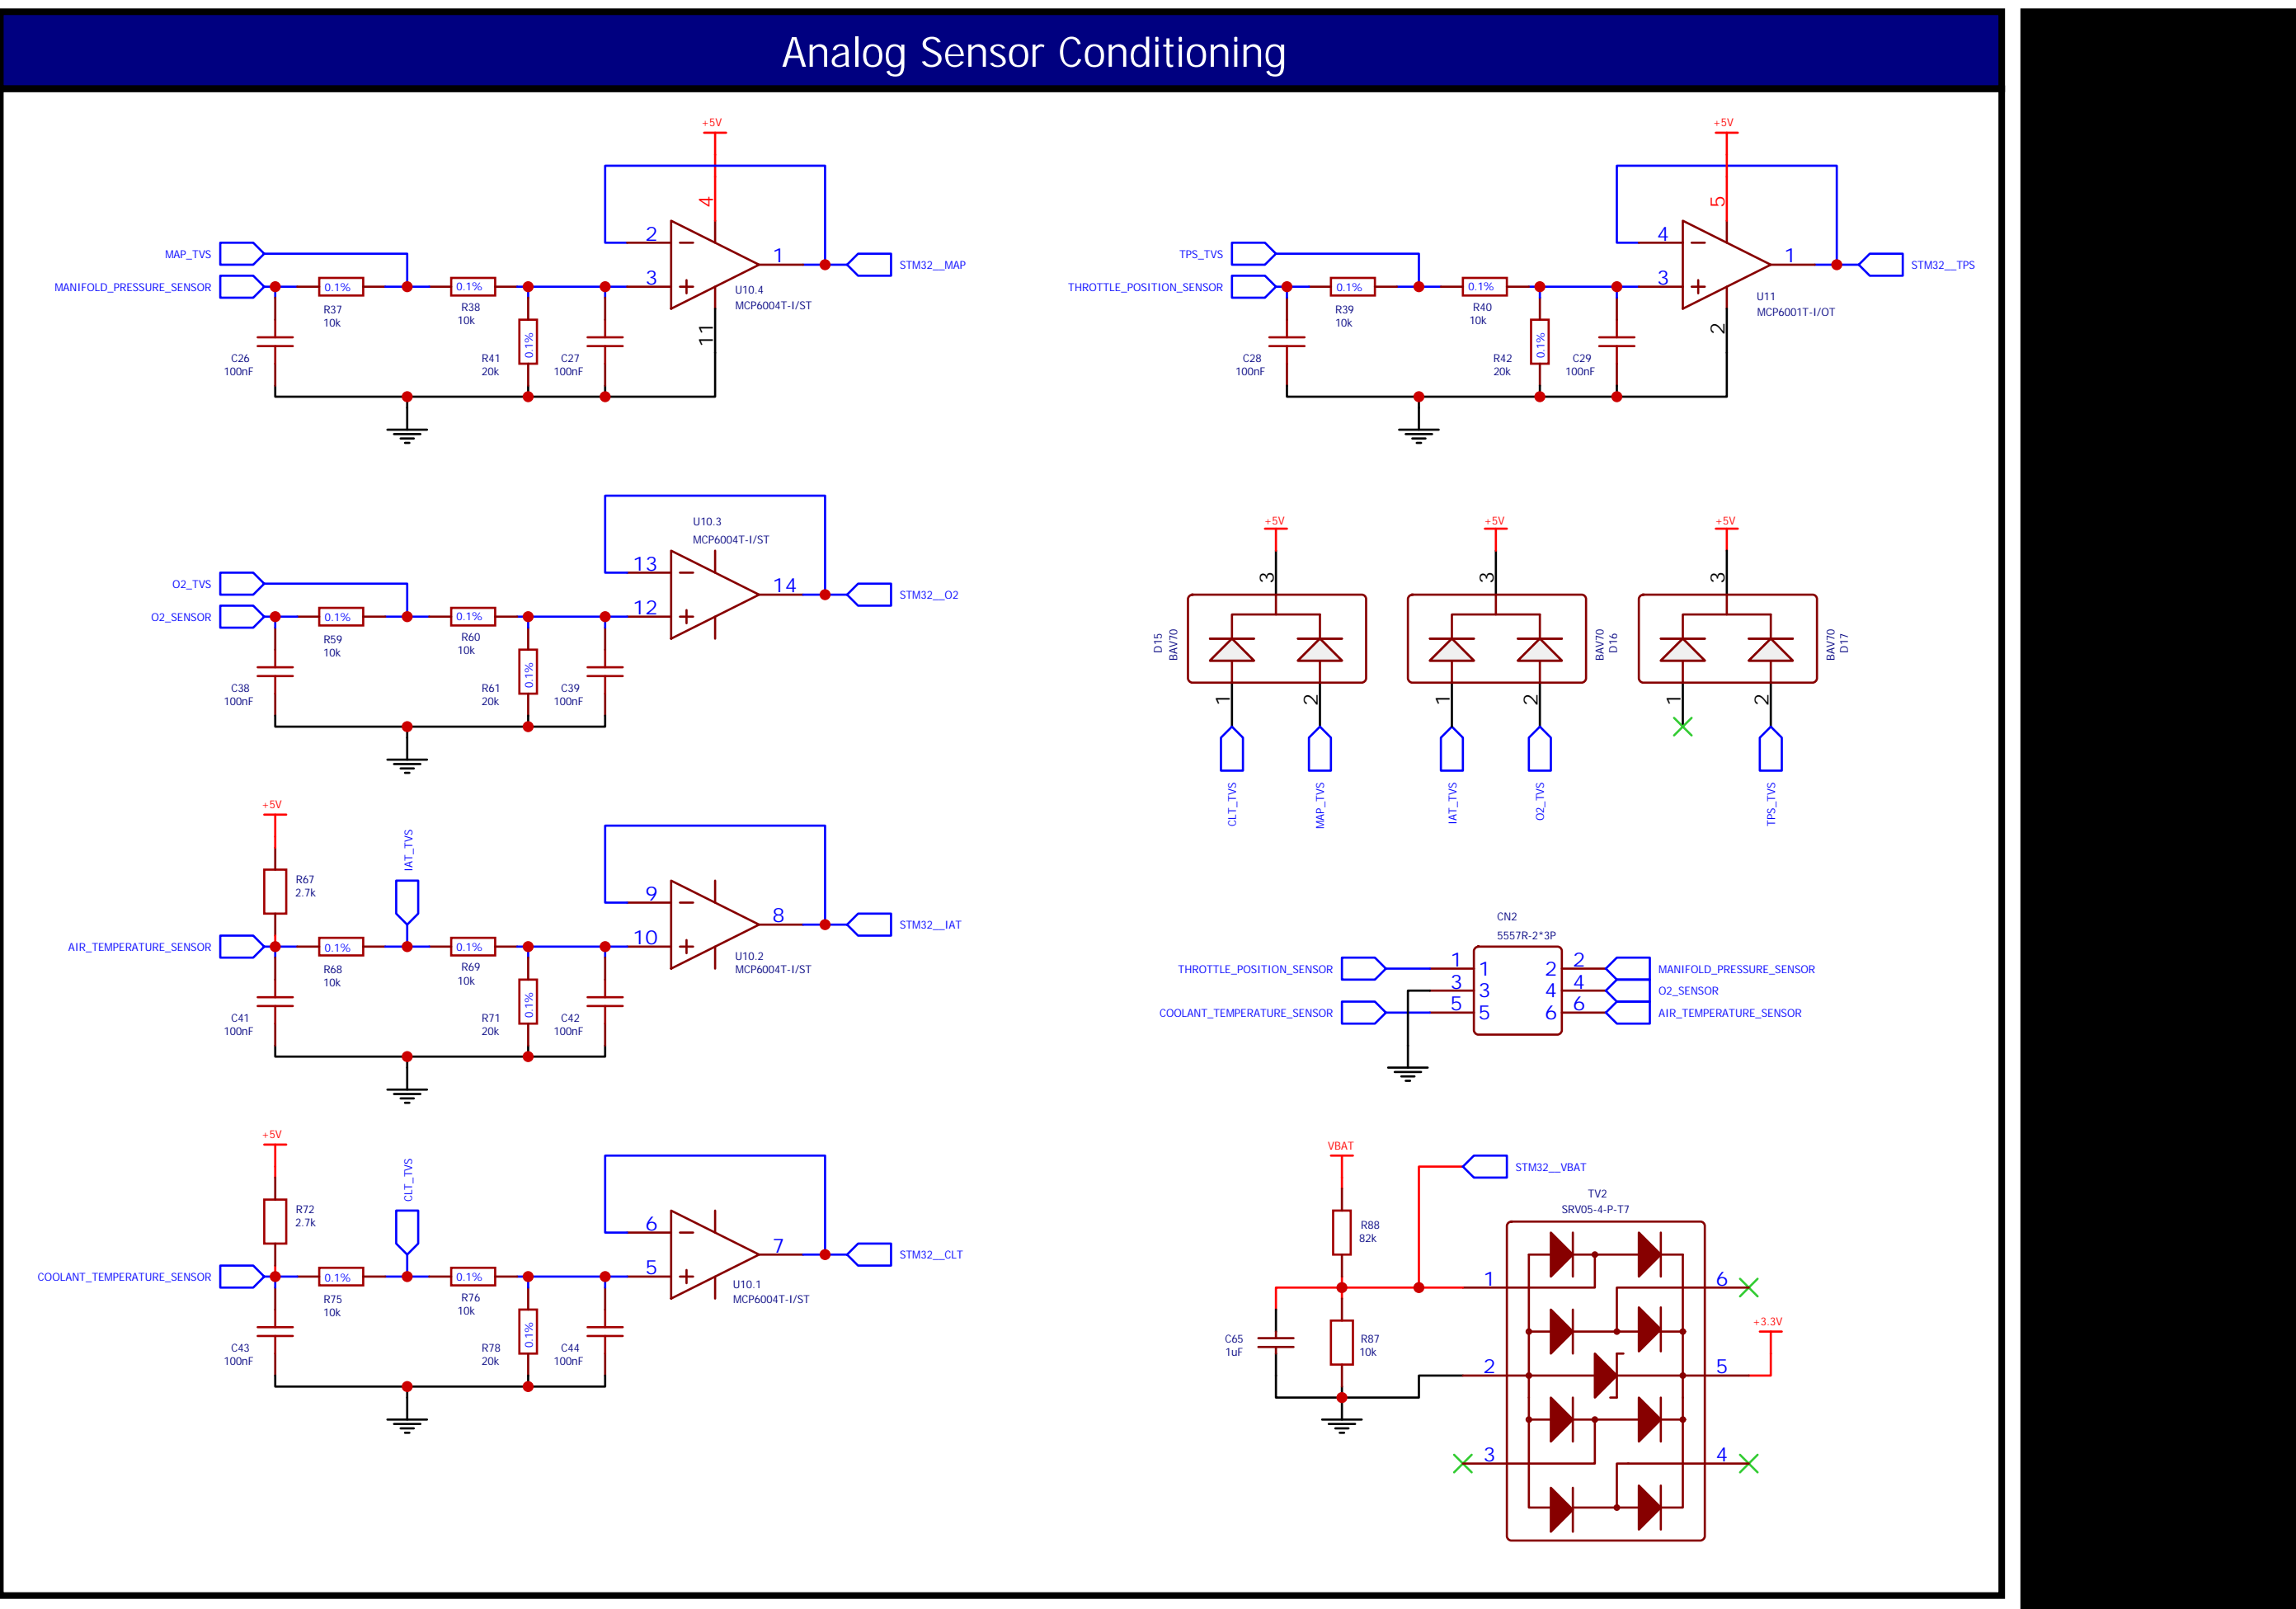 Analog Sensor Conditioning
+5V
4
2
1
3
11
MAP_TVS
MANIFOLD_PRESSURE_SENSOR
0.1%
R37
10k
0.1%
R38
10k
0.1%
R41
20k
C26
100nF
C27
100nF
U10.4
MCP6004T-I/ST
STM32__MAP
+5V
5
4
1
3
2
TPS_TVS
THROTTLE_POSITION_SENSOR
0.1%
R39
10k
0.1%
R40
10k
0.1%
R42
20k
C28
100nF
C29
100nF
U11
MCP6001T-I/OT
STM32__TPS
U10.3
MCP6004T-I/ST
13
14
12
O2_TVS
O2_SENSOR
0.1%
R59
10k
0.1%
R60
10k
0.1%
R61
20k
C38
100nF
C39
100nF
STM32__O2
+5V
3
D15
BAV70
1
2
CLT_TVS
MAP_TVS
+5V
3
BAV70
D16
1
2
IAT_TVS
O2_TVS
+5V
3
BAV70
D17
1
2
TPS_TVS
+5V
R67
2.7k
IAT_TVS
AIR_TEMPERATURE_SENSOR
0.1%
R68
10k
0.1%
R69
10k
0.1%
R71
20k
C41
100nF
C42
100nF
9
8
10
U10.2
MCP6004T-I/ST
STM32__IAT
CN2
5557R-2*3P
THROTTLE_POSITION_SENSOR
1
1
2
2
MANIFOLD_PRESSURE_SENSOR
3
3
4
4
O2_SENSOR
COOLANT_TEMPERATURE_SENSOR
5
5
6
6
AIR_TEMPERATURE_SENSOR
+5V
R72
2.7k
CLT_TVS
COOLANT_TEMPERATURE_SENSOR
0.1%
R75
10k
0.1%
R76
10k
0.1%
R78
20k
C43
100nF
C44
100nF
6
7
5
U10.1
MCP6004T-I/ST
STM32__CLT
VBAT
STM32__VBAT
R88
82k
C65
1uF
R87
10k
TV2
SRV05-4-P-T7
1
6
+3.3V
2
5
3
4